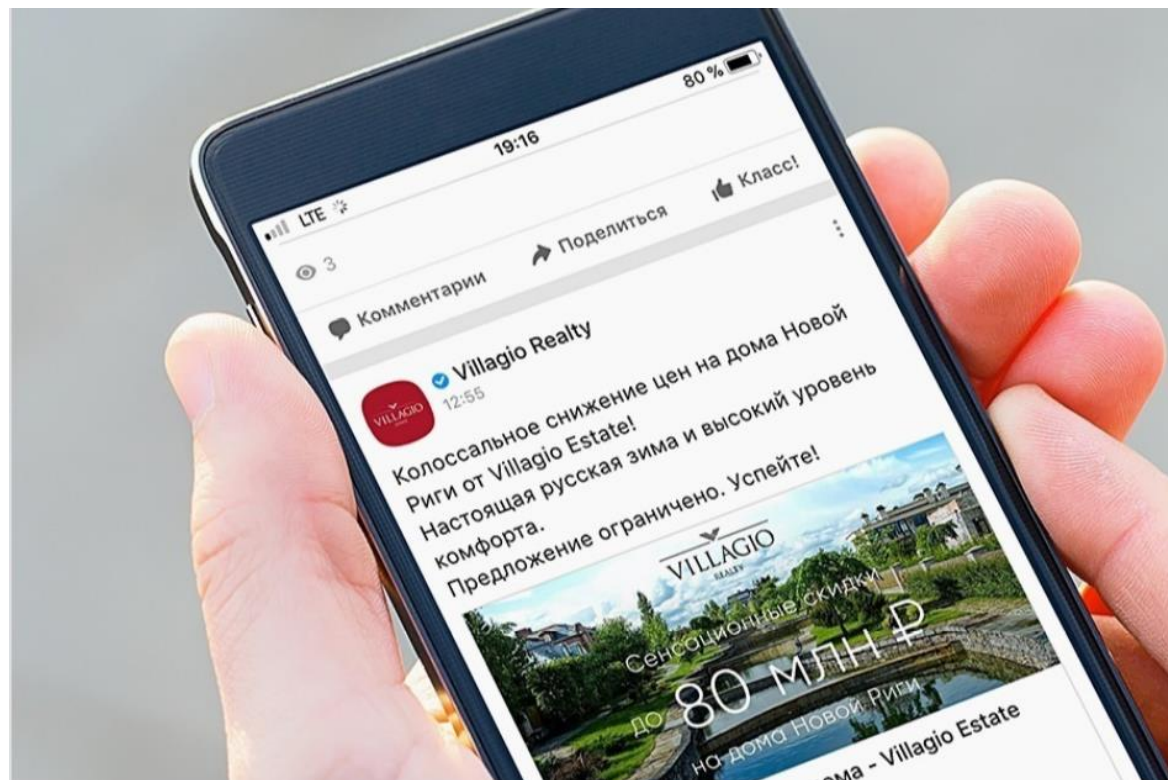 LTE 19:16 80 %
3
Комментарии Поделиться Класс!
Villagio Realty
12:55
VILLAGIO
Колоссальное снижение цен на дома Новой
Риги от Villagio Estate!
Настоящая русская зима и высокий уровень
комфорта.
Предложение ограничено. Успейте!
VILLAGIO
REALTY
Сенсационные скидки
до 80 млн ₽
на дома Новой Риги
- Villagio Estate